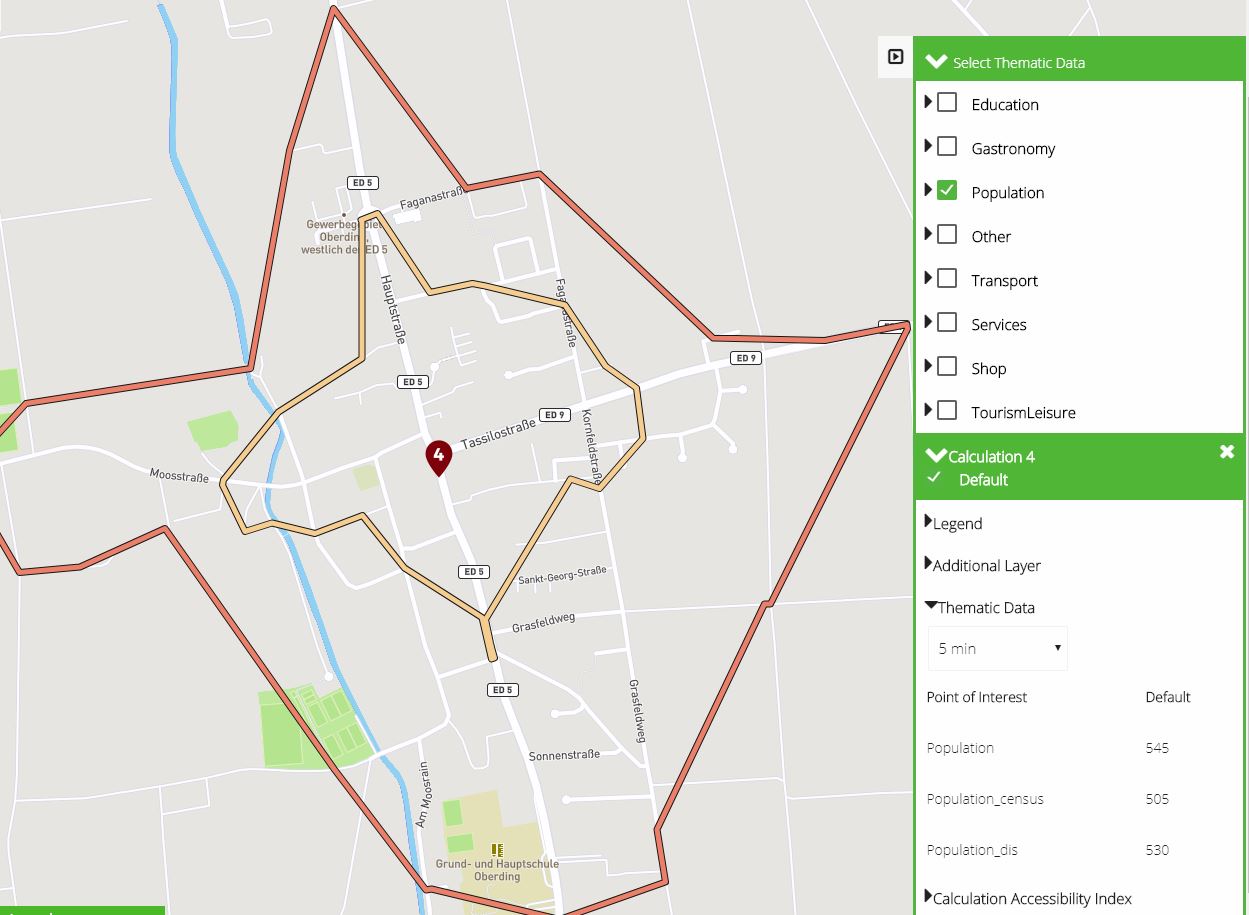 ED 5
Faganastraße
Gewerbegebiet
Oberding,
westlich der ED 5
Hauptstraße
Faganastraße
ED 9
ED 5
ED 9
Tassilostraße
Kornfeldstraße
4
Moosstraße
ED 5
Sankt-Georg-Straße
Grasfeldweg
ED 5
Grasfeldweg
Sonnenstraße
Am Moosrain
Grund- und Hauptschule
Oberding
Select Thematic Data
Education
Gastronomy
Population
Other
Transport
Services
Shop
TourismLeisure
Calculation 4
Default
Legend
Additional Layer
Thematic Data
5 min
Point of Interest Default
Population 545
Population_census 505
Population_dis 530
Calculation Accessibility Index